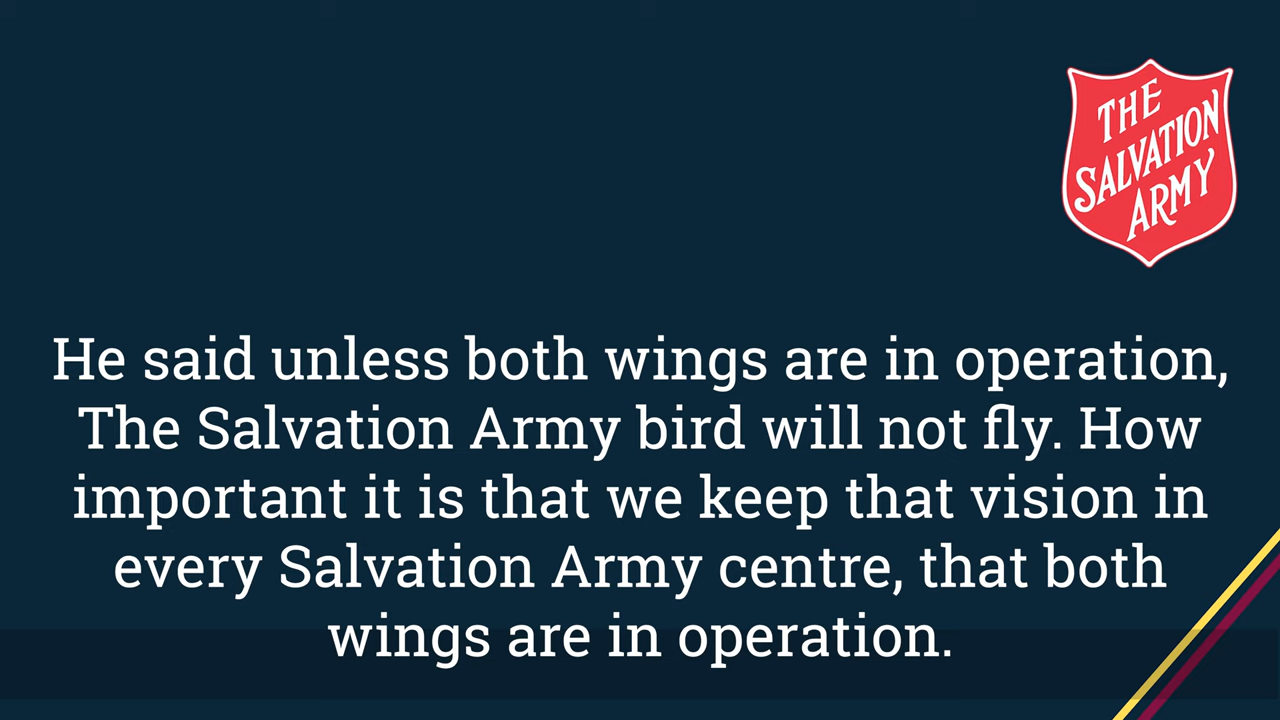 THE
SALVATION
ARMY
He said unless both wings are in operation,
The Salvation Army bird will not fly. How
important it is that we keep that vision in
every Salvation Army centre, that both
wings are in operation.